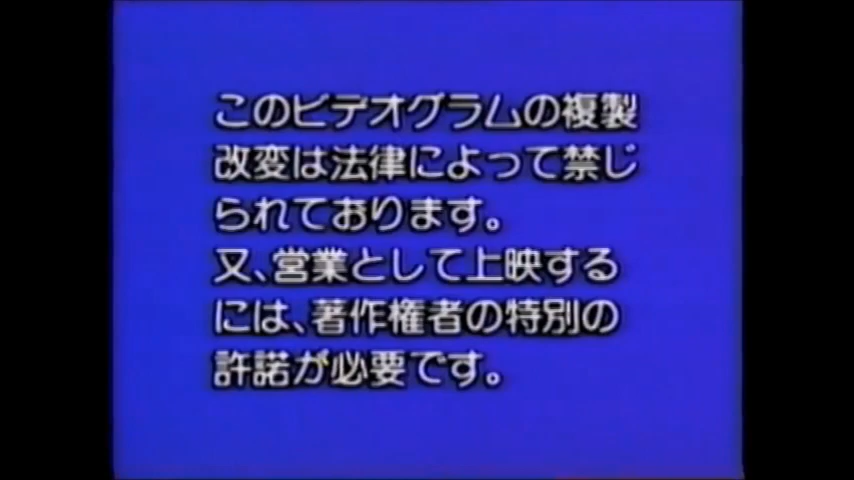 このビデオグラムの複製
改変は法律によって禁じ
られております。
又、営業として上映する
には、著作権者の特別の
許諾が必要です。